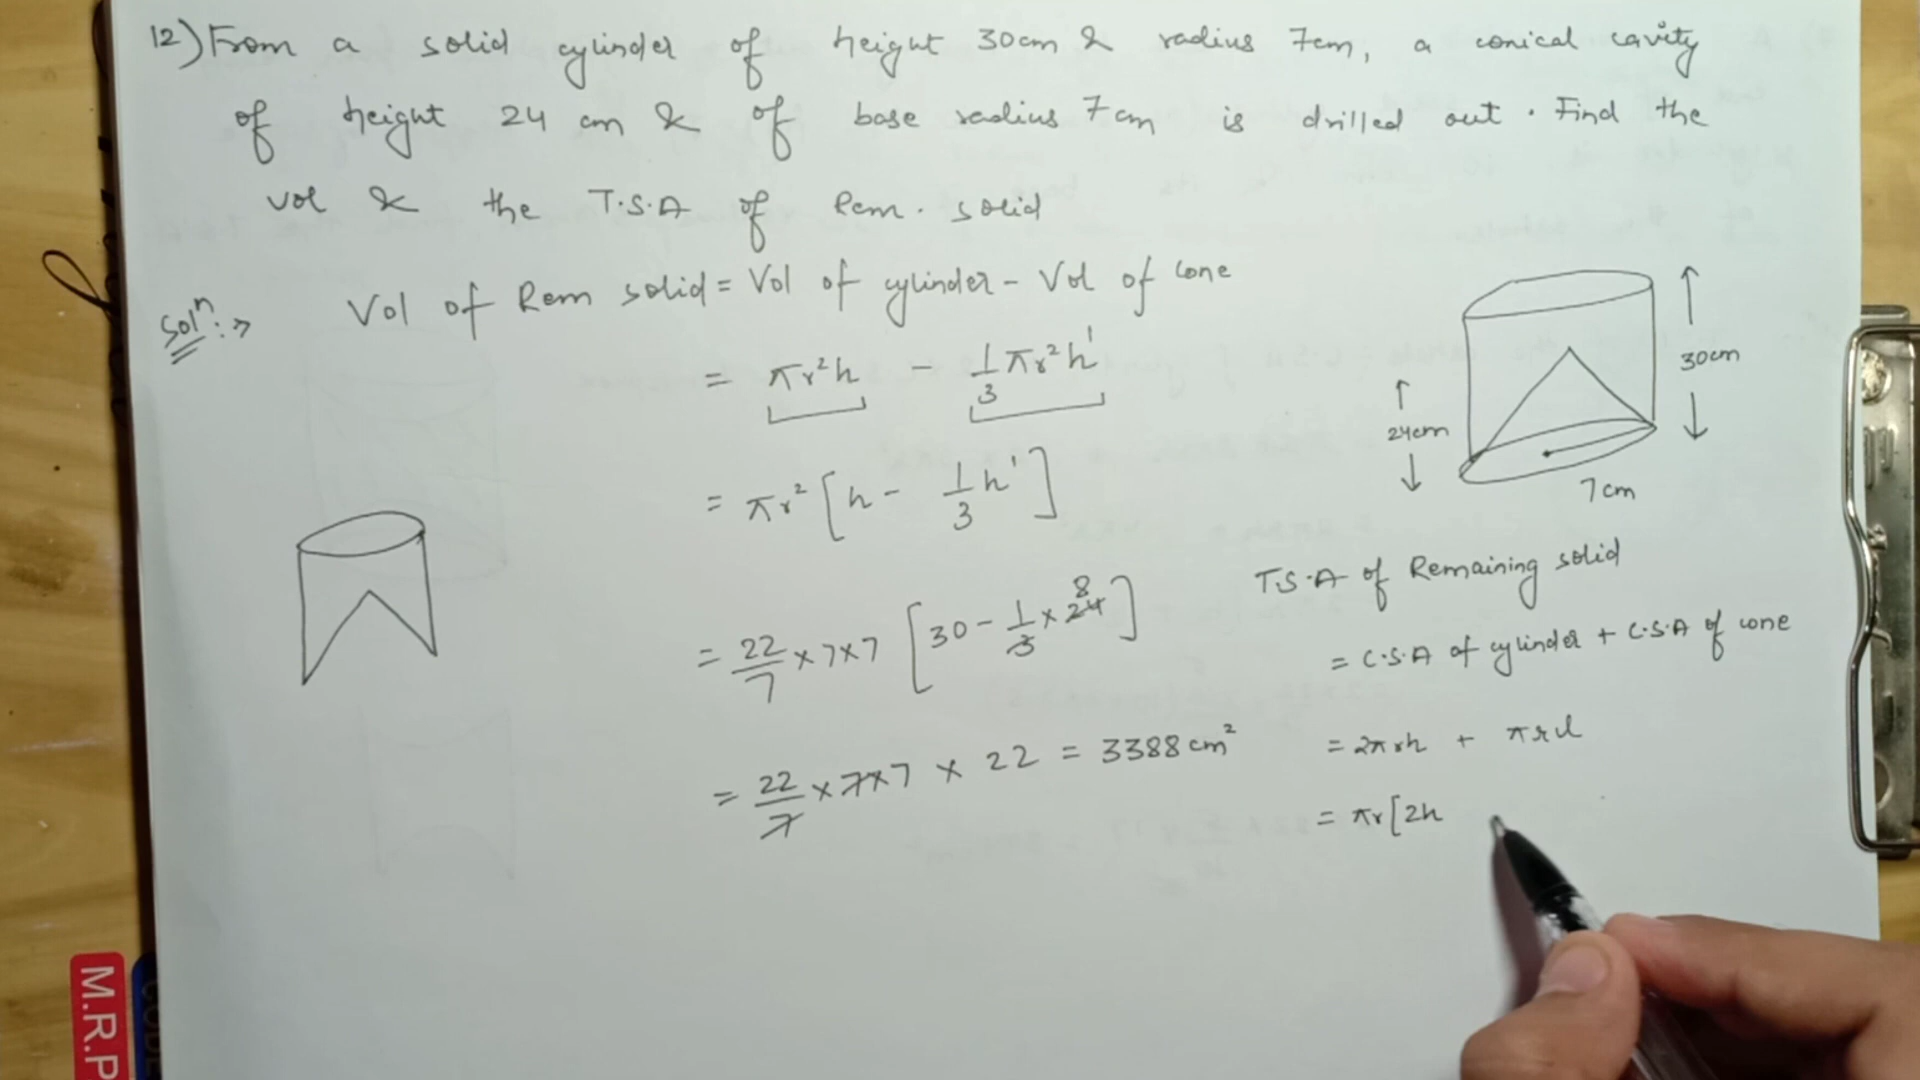 12) From a solid cylinder of height 30cm & radius 7cm, a conical cavity
of height 24 cm & of base radius 7cm is drilled out. Find the
vol & the T.S.A of Rem. solid
Solⁿ :→
Vol of Rem solid = Vol of cylinder - Vol of cone
= πr²h - 1/3 πr²h'
= πr² [h - 1/3 h']
= 22/7 × 7×7 [30 - 1/3 × 24 8]
= 22/7 × 7×7 × 22 = 3388 cm²
30cm
24cm
7cm
T.S.A of Remaining solid
= C.S.A of cylinder + C.S.A of cone
= 2πrh + πrl
= πr[2h
M.R.P